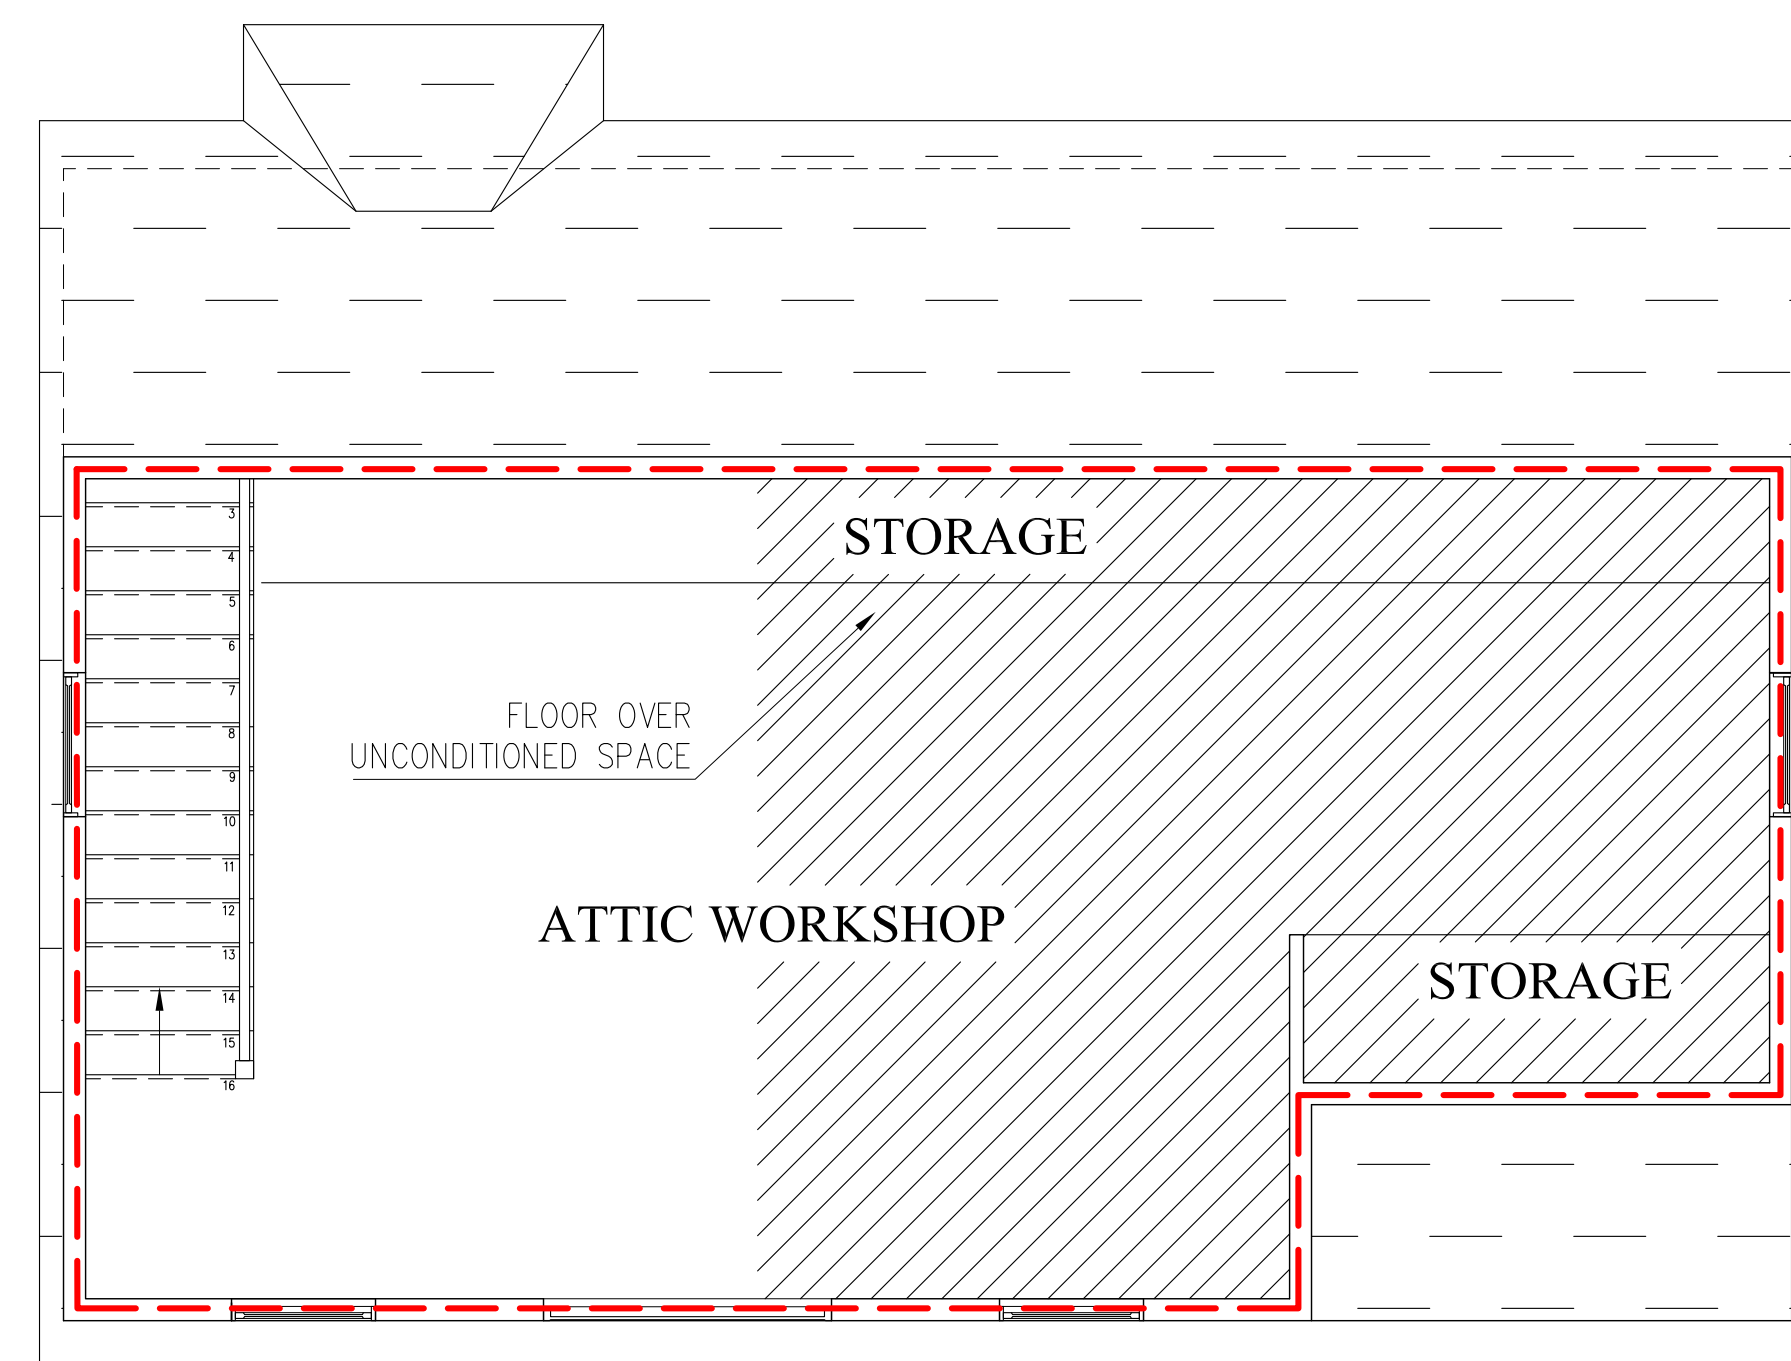 3
STORAGE
4
5
6
7
FLOOR OVER
UNCONDITIONED SPACE
8
9
10
11
12
ATTIC WORKSHOP
13
STORAGE
14
15
16